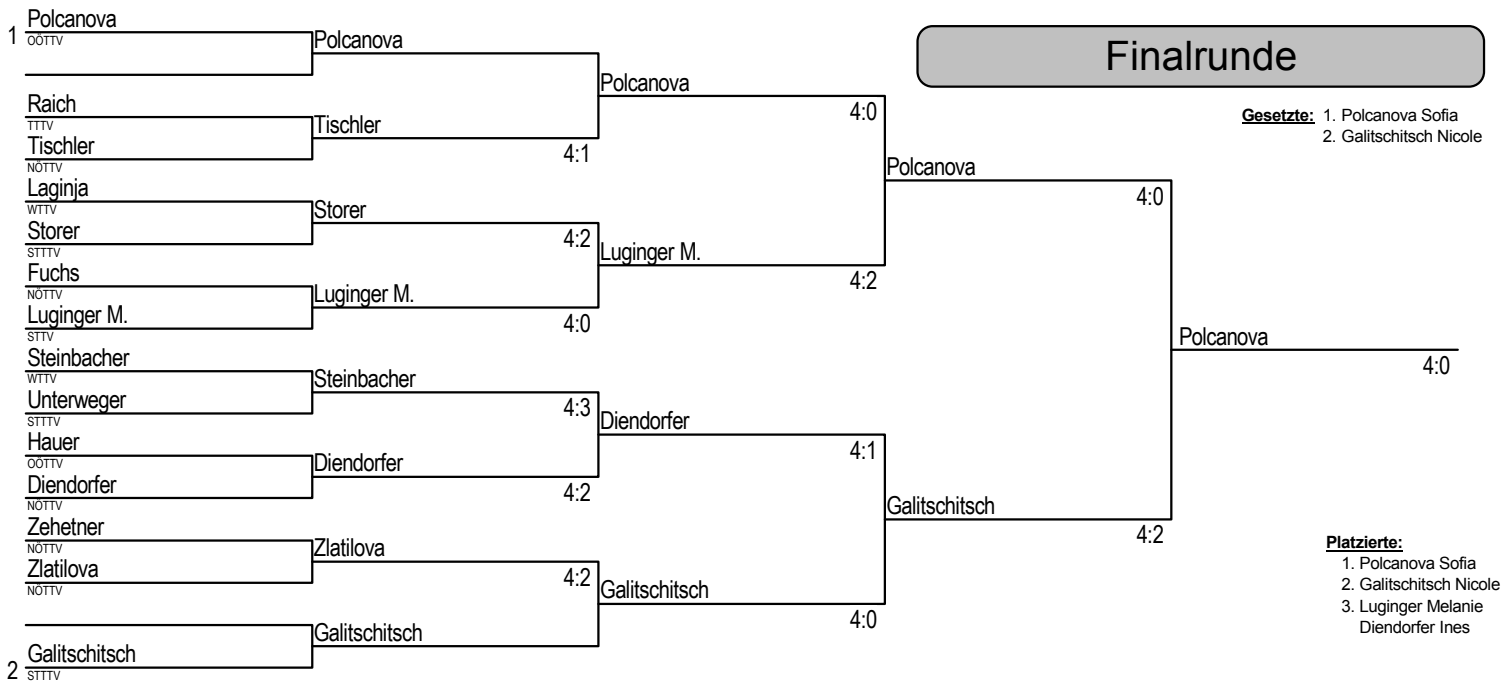 Finalrunde
Gesetzte: 1. Polcanova Sofia
2. Galitschitsch Nicole
1 Polcanova
OÖTTV
Raich
TTTV
Tischler
NÖTTV
Laginja
WTTV
Storer
STTTV
Fuchs
NÖTTV
Luginger M.
STTV
Steinbacher
WTTV
Unterweger
STTTV
Hauer
OÖTTV
Diendorfer
NÖTTV
Zehetner
NÖTTV
Zlatilova
NÖTTV
2 Galitschitsch
STTTV
Polcanova
Tischler
4:1
Storer
4:2
Luginger M.
4:0
Steinbacher
4:3
Diendorfer
4:2
Zlatilova
4:2
Galitschitsch
Polcanova
4:0
Luginger M.
4:2
Diendorfer
4:1
Galitschitsch
4:0
Polcanova
4:0
Galitschitsch
4:2
Polcanova
4:0
Platzierte:
1. Polcanova Sofia
2. Galitschitsch Nicole
3. Luginger Melanie
Diendorfer Ines